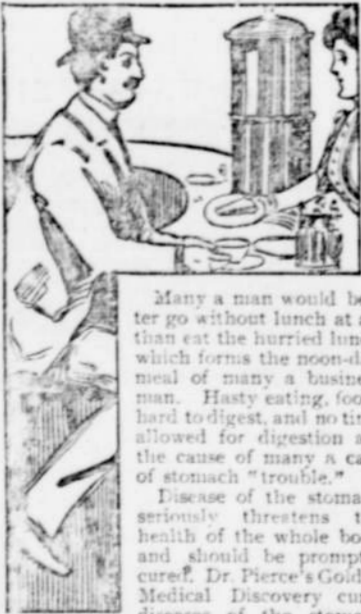 Many a man would be
ter go without lunch at a
than eat the hurried lun
which forms the noon-d
meal of many a busin
man. Hasty eating, foo
hard to digest, and no tim
allowed for digestion a
the cause of many a ca
of stomach "trouble."
Disease of the stoma
seriously threatens t
health of the whole bo
and should be prompt
cured. Dr. Pierce's Gold
Medical Discovery cu